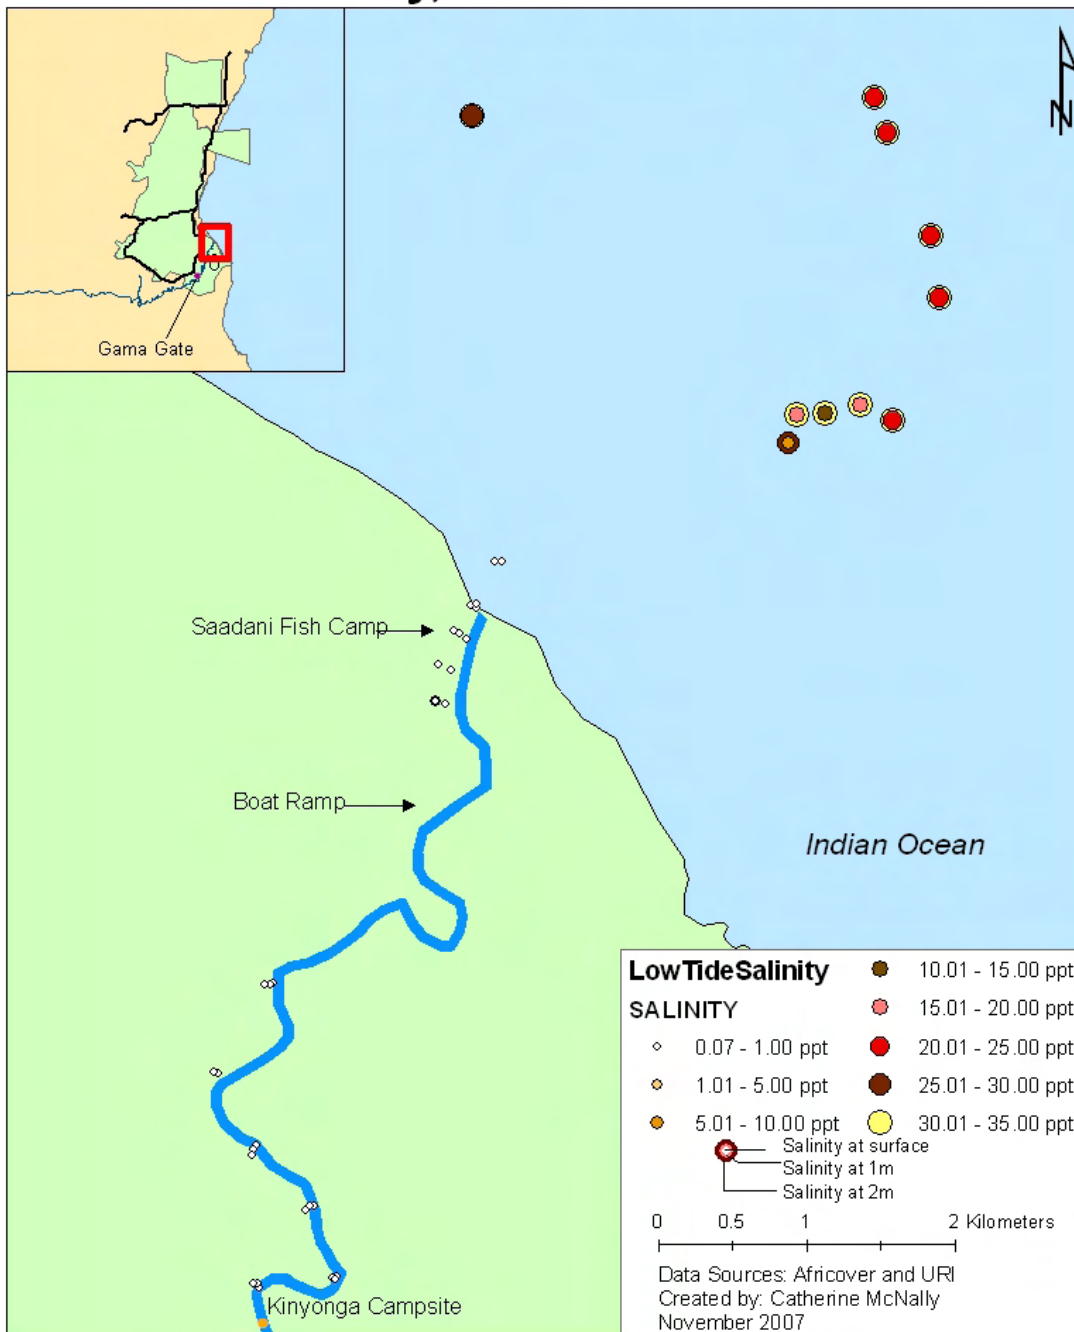 N
Gama Gate
Saadani Fish Camp
Boat Ramp
Indian Ocean
Kinyonga Campsite
LowTideSalinity
SALINITY
0.07 - 1.00 ppt
1.01 - 5.00 ppt
5.01 - 10.00 ppt
10.01 - 15.00 ppt
15.01 - 20.00 ppt
20.01 - 25.00 ppt
25.01 - 30.00 ppt
30.01 - 35.00 ppt
Salinity at surface
Salinity at 1m
Salinity at 2m
0 0.5 1 2 Kilometers
Data Sources: Africover and URI
Created by: Catherine McNally
November 2007